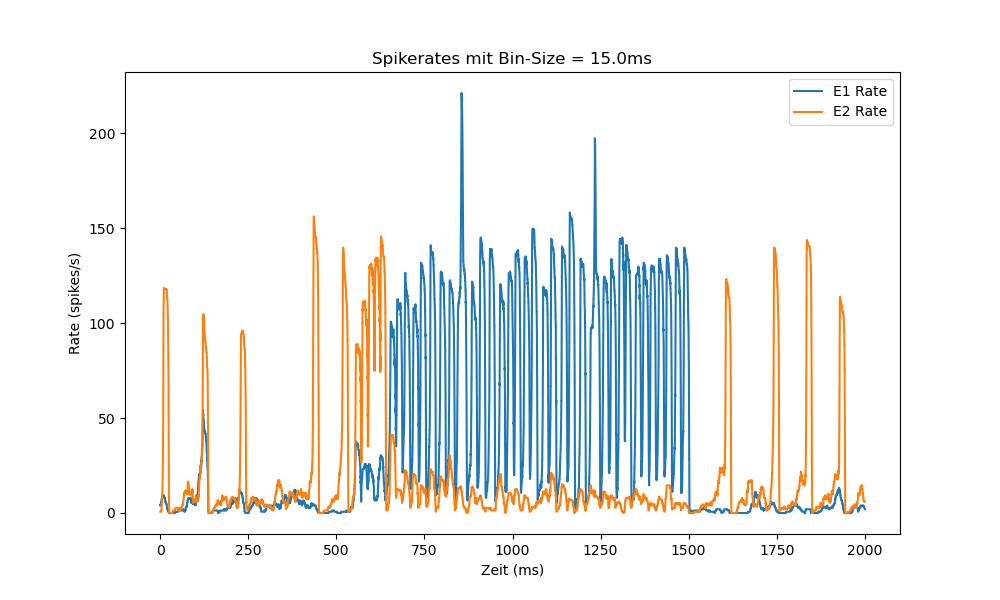 Spikerates mit Bin-Size = 15.0ms
E1 Rate
E2 Rate
Rate (spikes/s)
200
150
100
50
0
0 250 500 750 1000 1250 1500 1750 2000
Zeit (ms)